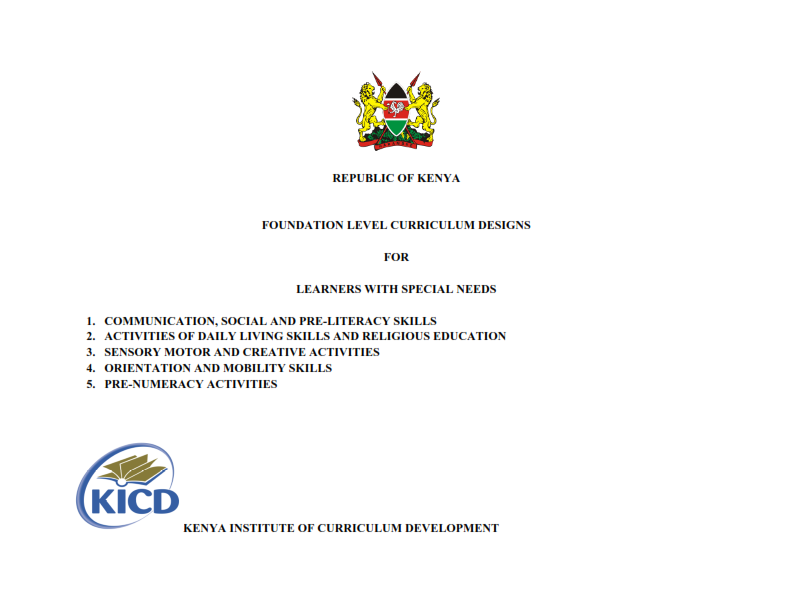 REPUBLIC OF KENYA
FOUNDATION LEVEL CURRICULUM DESIGNS
FOR
LEARNERS WITH SPECIAL NEEDS
1. COMMUNICATION, SOCIAL AND PRE-LITERACY SKILLS
2. ACTIVITIES OF DAILY LIVING SKILLS AND RELIGIOUS EDUCATION
3. SENSORY MOTOR AND CREATIVE ACTIVITIES
4. ORIENTATION AND MOBILITY SKILLS
5. PRE-NUMERACY ACTIVITIES
KICD
KENYA INSTITUTE OF CURRICULUM DEVELOPMENT